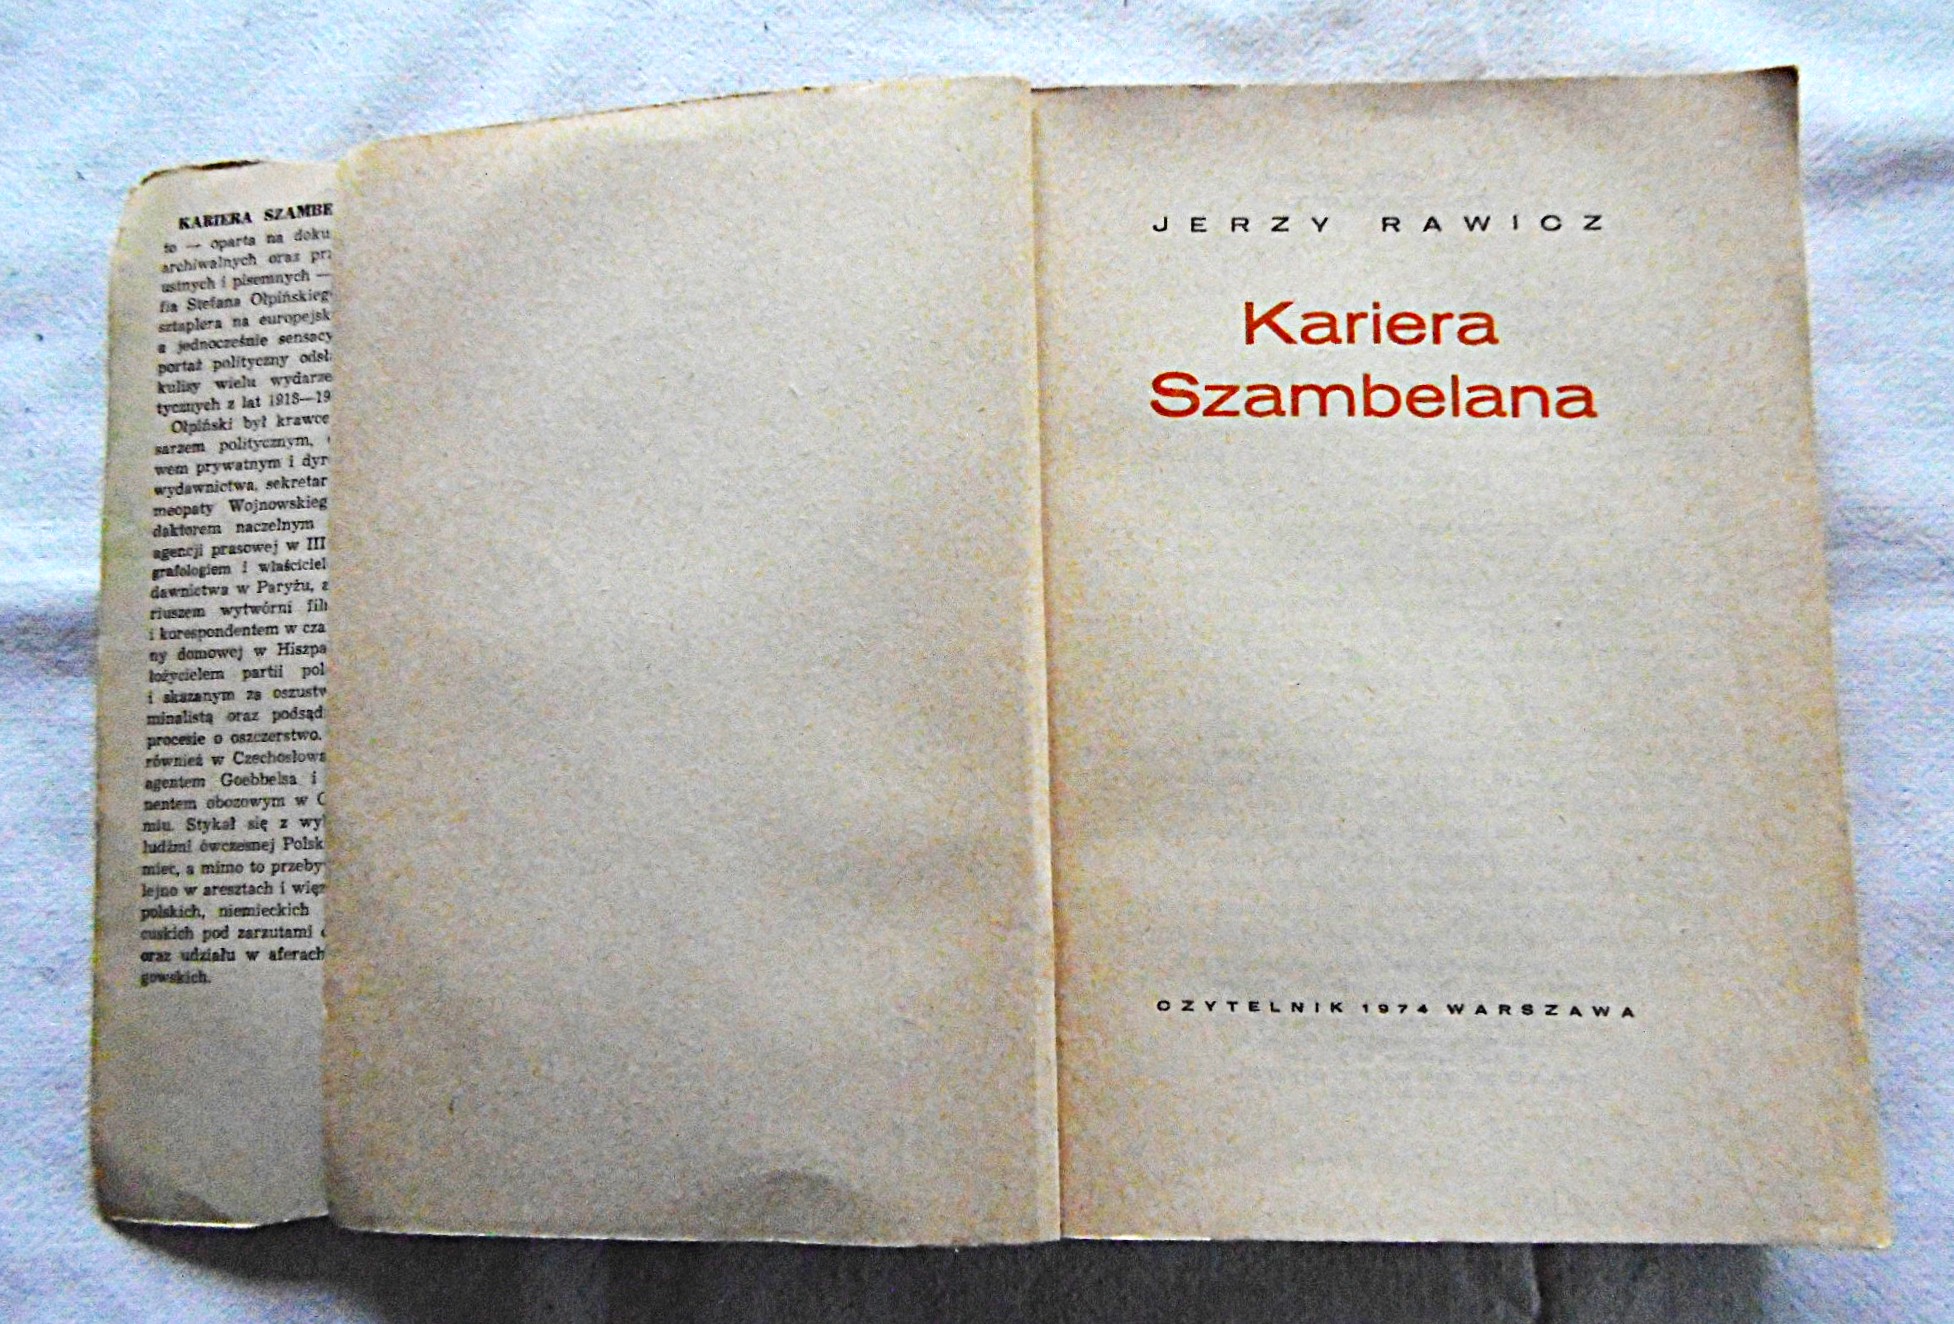 KARIERA SZAMBE
to — oparta na doku
archiwalnych oraz prz
ustnych i pisemnych —
fia Stefana Ołpińskieg
sztaplera na europejsk
a jednocześnie sensacy
portaż polityczny odsł
kulisy wielu wydarze
tycznych z lat 1918—19
Ołpiński był krawce
sarzem politycznym,
wem prywatnym i dyr
wydawnictwa, sekretar
meopaty Wojnowskieg
daktorem naczelnym
agencji prasowej w III
grafologiem i właściciel
dawnictwa w Paryżu, a
riuszem wytwórni fil
i korespondentem w cza
ny domowej w Hiszpa
łożycielem partii pol
i skazanym za oszustw
minalistą oraz podsąd
procesie o oszczerstwo.
również w Czechosłowa
agentem Goebbelsa i
nentem obozowym w O
miu. Stykał się z wy
ludźmi ówczesnej Polsk
miec, a mimo to przeby
lejno w aresztach i więz
polskich, niemieckich
cuskich pod zarzutami
oraz udziału w aferach
gowskich.
JERZY RAWICZ
Kariera
Szambelana
CZYTELNIK 1974 WARSZAWA